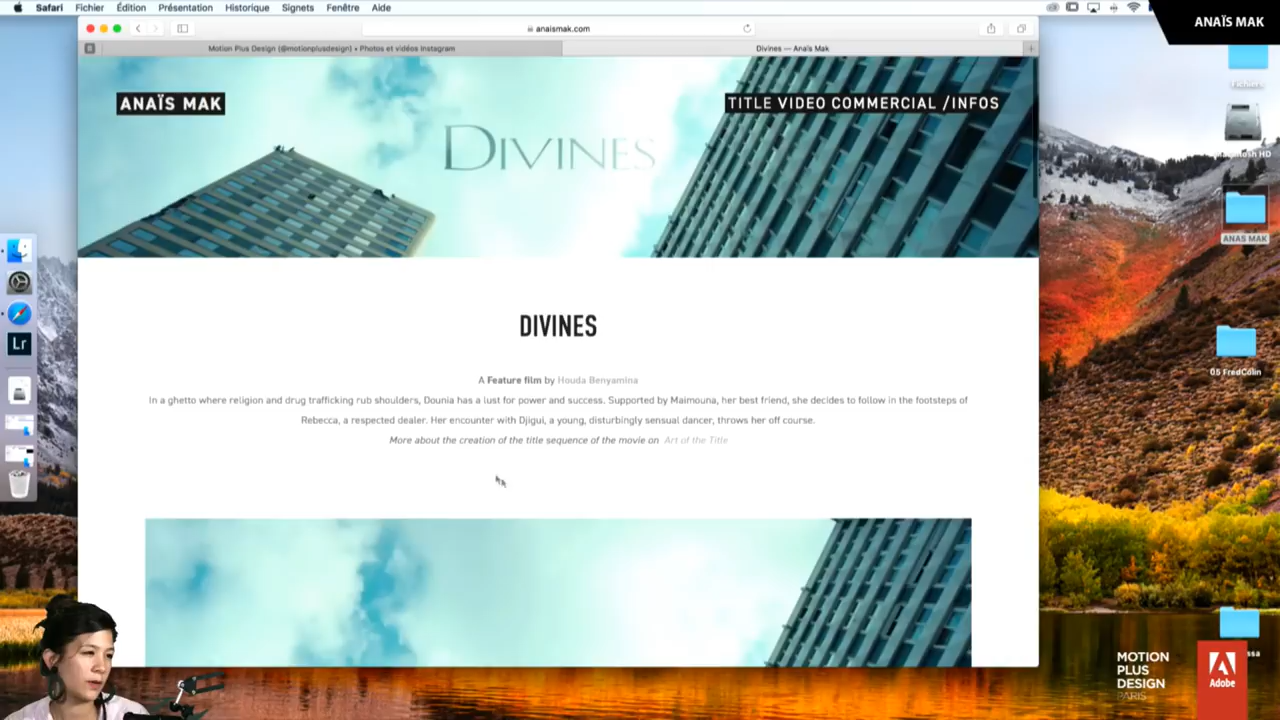 Safari Fichier Édition Présentation Historique Signets Fenêtre Aide
ANAÏS MAK
anaismak.com
Motion Plus Design (@motionplusdesign) • Photos et vidéos Instagram
Divines — Anaïs Mak
ANAÏS MAK
TITLE VIDEO COMMERCIAL /INFOS
DIVINES
Fichiers
Macintosh HD
ANAIS MAK
DIVINES
A Feature film by Houda Benyamina
In a ghetto where religion and drug trafficking rub shoulders, Dounia has a lust for power and success. Supported by Maimouna, her best friend, she decides to follow in the footsteps of
Rebecca, a respected dealer. Her encounter with Djigui, a young, disturbingly sensual dancer, throws her off course.
More about the creation of the title sequence of the movie on Art of the Title
Lr
05 FredColin
MOTION
PLUS
DESIGN
PARIS
Adobe